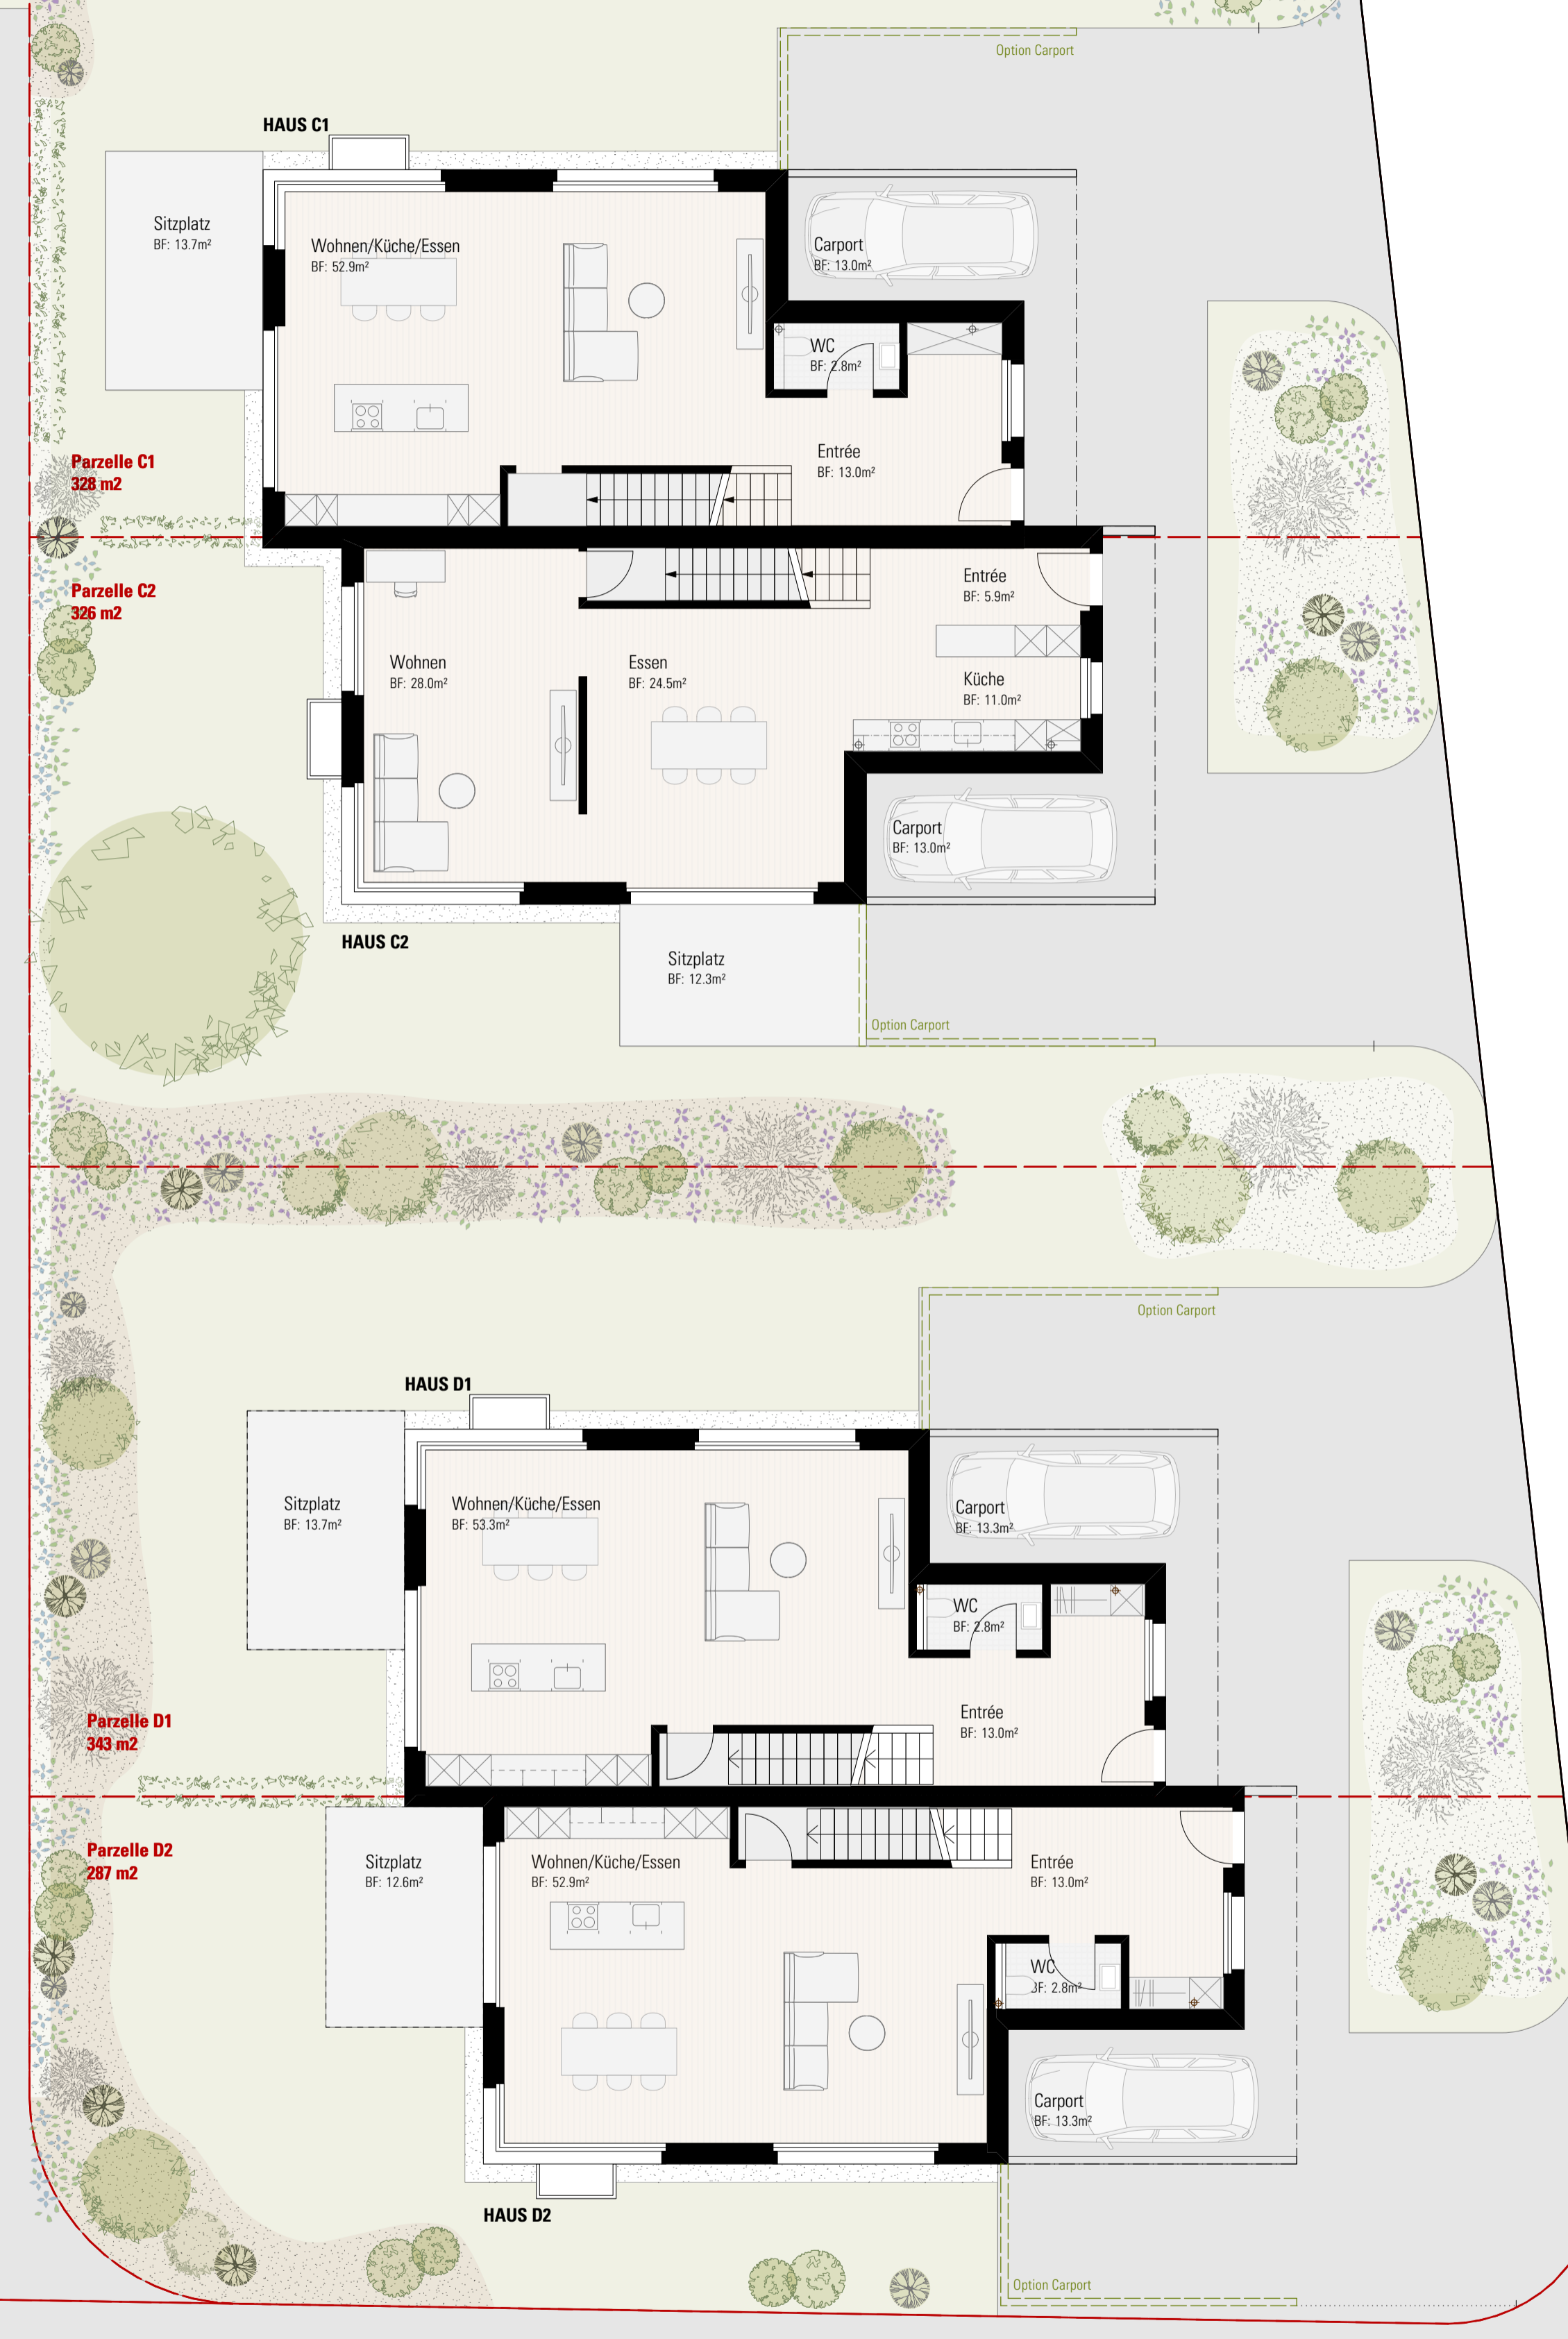 Option Carport
HAUS C1
Sitzplatz
BF: 13.7m²
Wohnen/Küche/Essen
BF: 52.9m²
Carport
BF: 13.0m²
WC
BF: 2.8m²
Entrée
BF: 13.0m²
Parzelle C1
328 m2
Parzelle C2
326 m2
Entrée
BF: 5.9m²
Wohnen
BF: 28.0m²
Essen
BF: 24.5m²
Küche
BF: 11.0m²
Carport
BF: 13.0m²
HAUS C2
Sitzplatz
BF: 12.3m²
Option Carport
Option Carport
HAUS D1
Sitzplatz
BF: 13.7m²
Wohnen/Küche/Essen
BF: 53.3m²
Carport
BF: 13.3m²
WC
BF: 2.8m²
Entrée
BF: 13.0m²
Parzelle D1
343 m2
Parzelle D2
287 m2
Sitzplatz
BF: 12.6m²
Wohnen/Küche/Essen
BF: 52.9m²
Entrée
BF: 13.0m²
WC
BF: 2.8m²
Carport
BF: 13.3m²
HAUS D2
Option Carport